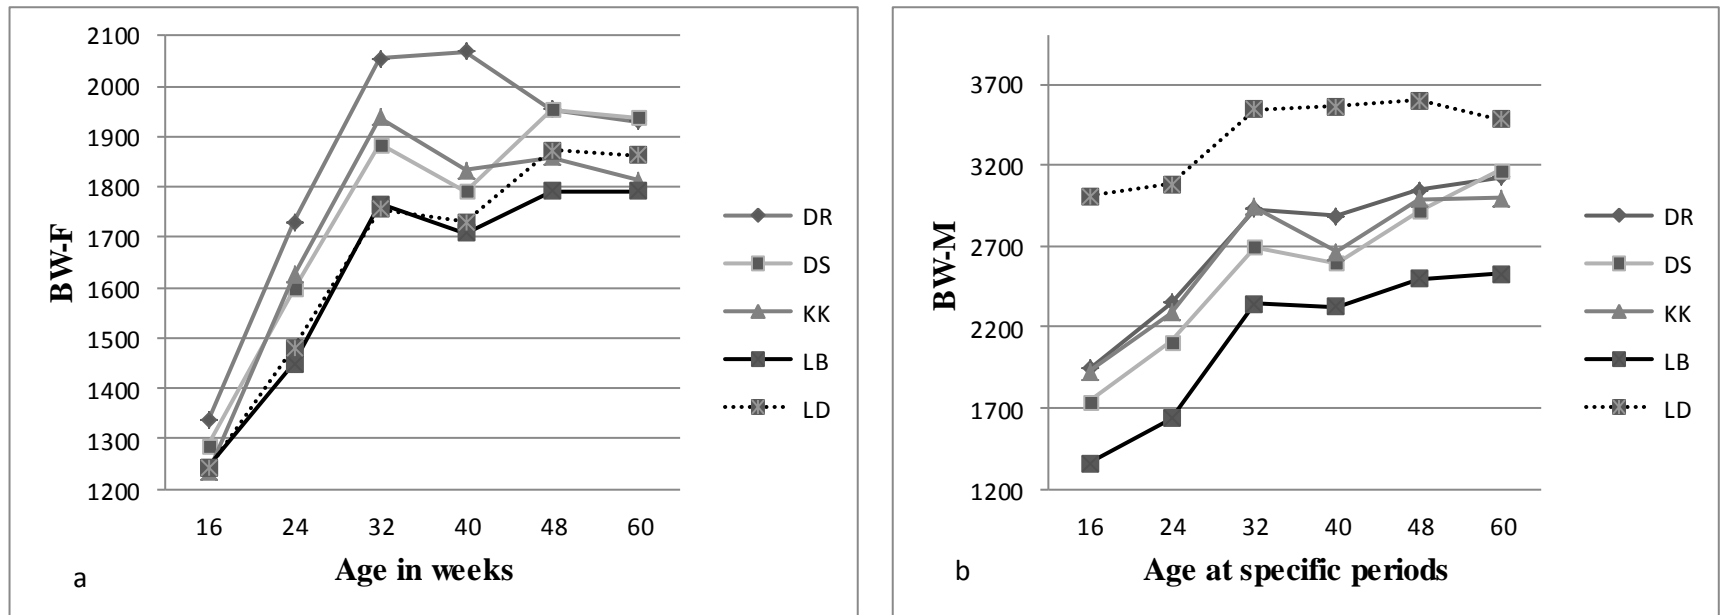 2100
2000
1900
1800
1700
1600
1500
1400
1300
1200
BW-F
16 24 32 40 48 60
Age in weeks
a
DR
DS
KK
LB
LD
3700
3200
2700
2200
1700
1200
BW-M
16 24 32 40 48 60
Age at specific periods
b
DR
DS
KK
LB
LD